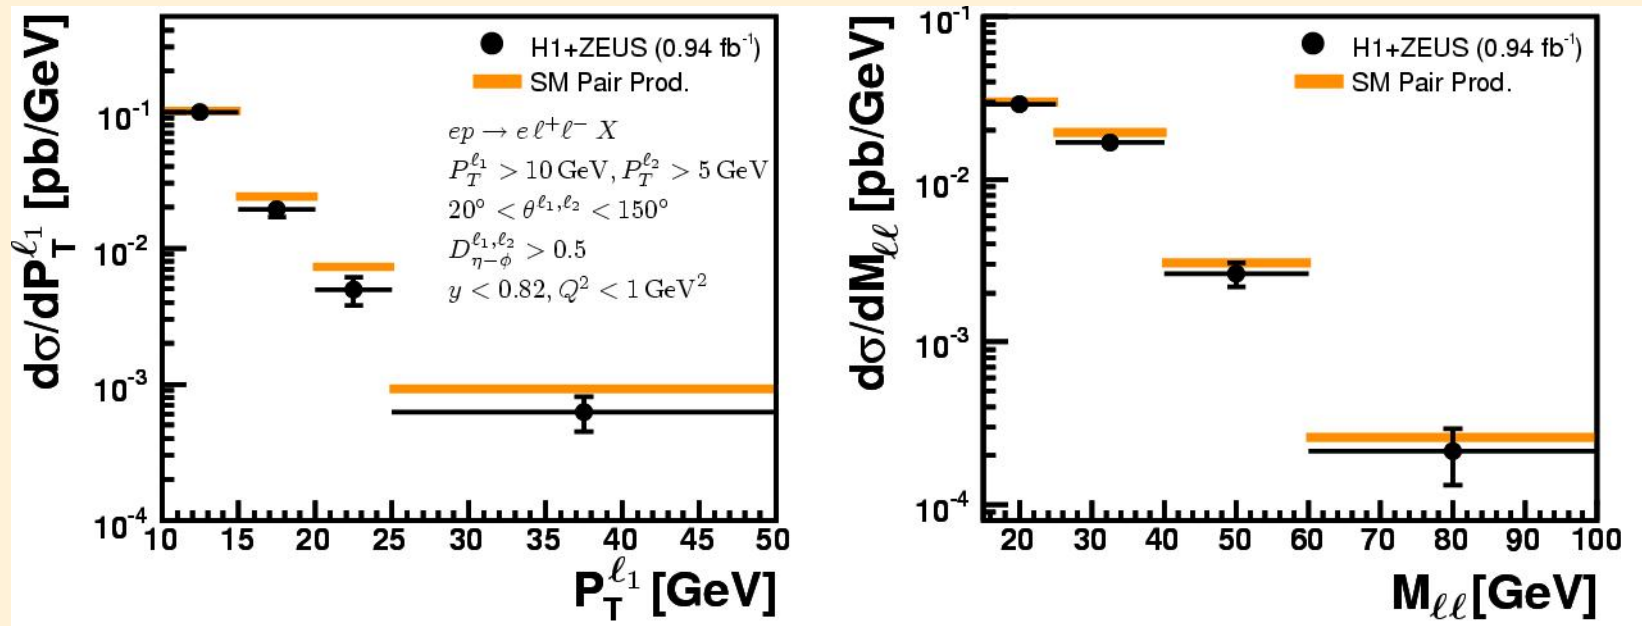 dσ/dP_T^{ℓ1} [pb/GeV]
10^-1
10^-2
10^-3
10^-4
H1+ZEUS (0.94 fb^-1)
SM Pair Prod.
ep → e ℓ^+ ℓ^- X
P_T^{ℓ1} > 10 GeV, P_T^{ℓ2} > 5 GeV
20° < θ^{ℓ1,ℓ2} < 150°
D_{η-φ}^{ℓ1,ℓ2} > 0.5
y < 0.82, Q^2 < 1 GeV^2
10 15 20 25 30 35 40 45 50
P_T^{ℓ1} [GeV]
dσ/dM_{ℓℓ} [pb/GeV]
10^-1
10^-2
10^-3
10^-4
H1+ZEUS (0.94 fb^-1)
SM Pair Prod.
20 30 40 50 60 70 80 90 100
M_{ℓℓ} [GeV]